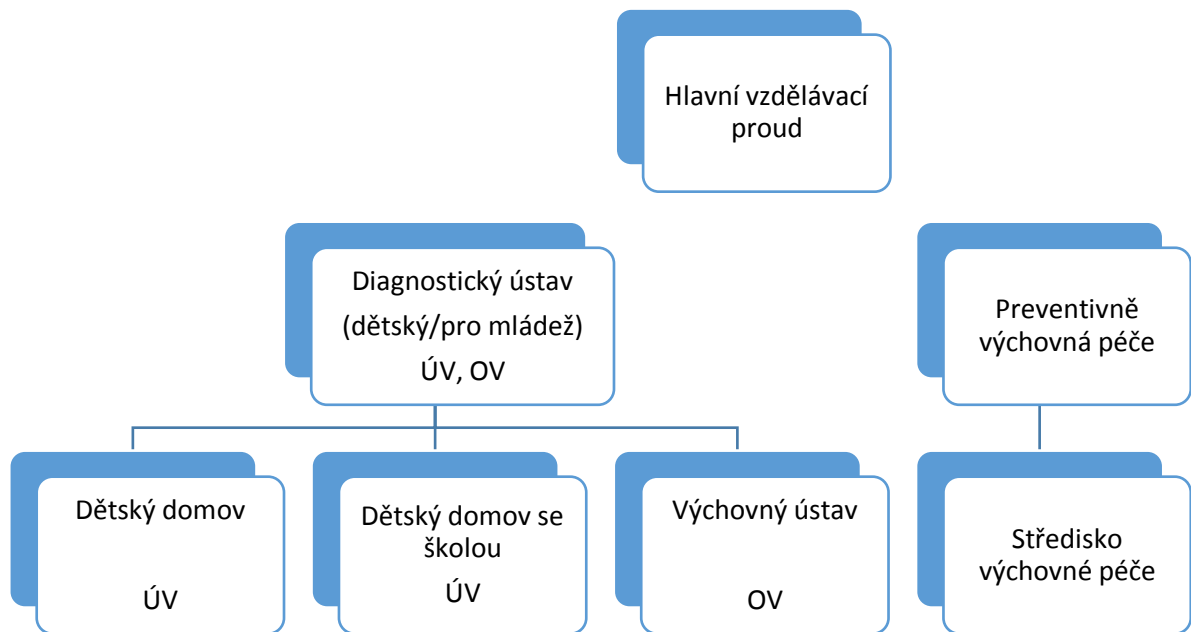 Hlavní vzdělávací
proud
Diagnostický ústav
(dětský/pro mládež)
ÚV, OV
Preventivně
výchovná péče
Dětský domov
ÚV
Dětský domov se
školou
ÚV
Výchovný ústav
OV
Středisko
výchovné péče